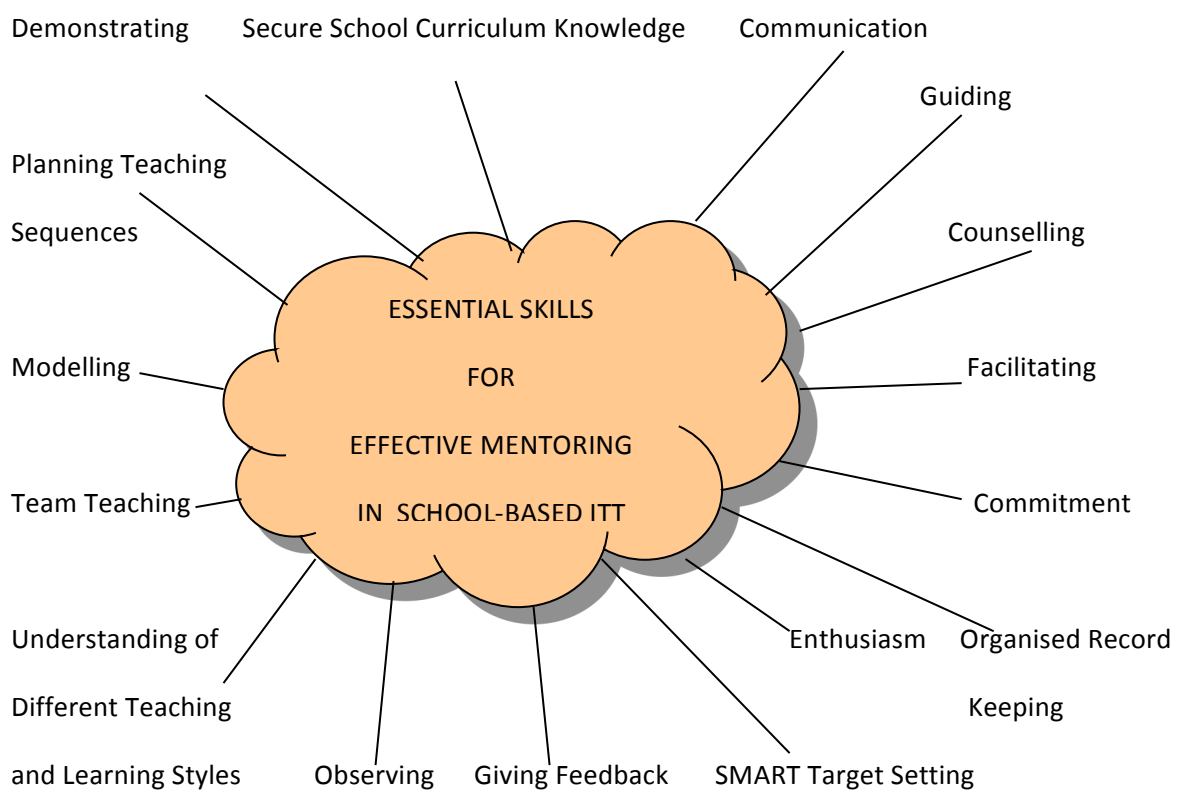 Demonstrating Secure School Curriculum Knowledge Communication
Guiding
Planning Teaching
Sequences Counselling
ESSENTIAL SKILLS
Modelling FOR Facilitating
EFFECTIVE MENTORING
Team Teaching IN SCHOOL-BASED ITT Commitment
Understanding of Enthusiasm Organised Record
Different Teaching Keeping
and Learning Styles Observing Giving Feedback SMART Target Setting